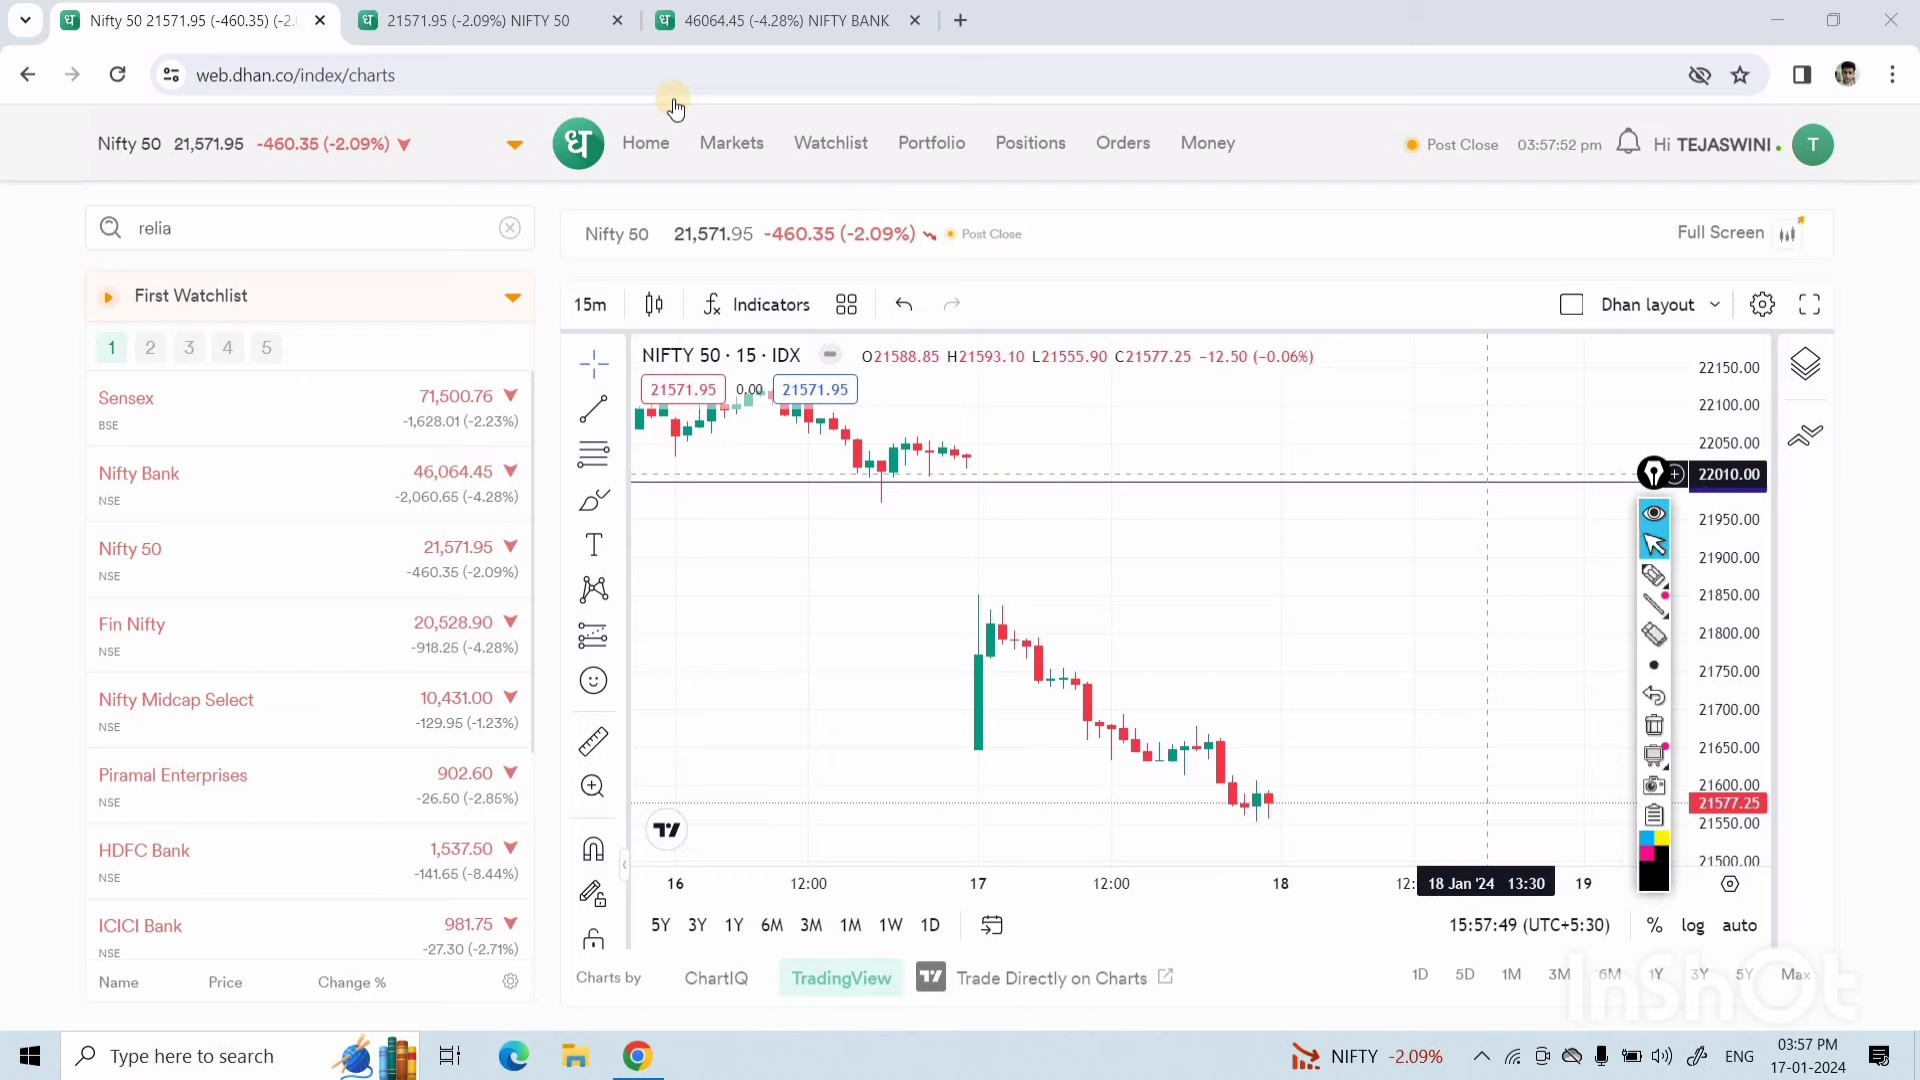 Nifty 50 21571.95 (-460.35) (-2.
21571.95 (-2.09%) NIFTY 50
46064.45 (-4.28%) NIFTY BANK
web.dhan.co/index/charts
Nifty 50 21,571.95 -460.35 (-2.09%)
ध
Home Markets Watchlist Portfolio Positions Orders Money
Post Close 03:57:52 pm
Hi TEJASWINI
T
relia
Nifty 50 21,571.95 -460.35 (-2.09%) Post Close
Full Screen
First Watchlist
1 2 3 4 5
15m Indicators
Dhan layout
NIFTY 50 · 15 · IDX O21588.85 H21593.10 L21555.90 C21577.25 −12.50 (−0.06%)
21571.95 0.00 21571.95
Sensex 71,500.76
BSE -1,628.01 (-2.23%)
Nifty Bank 46,064.45
NSE -2,060.65 (-4.28%)
Nifty 50 21,571.95
NSE -460.35 (-2.09%)
Fin Nifty 20,528.90
NSE -918.25 (-4.28%)
Nifty Midcap Select 10,431.00
NSE -129.95 (-1.23%)
Piramal Enterprises 902.60
NSE -26.50 (-2.85%)
HDFC Bank 1,537.50
NSE -141.65 (-8.44%)
ICICI Bank 981.75
NSE -27.30 (-2.71%)
Name Price Change %
22150.00
22100.00
22050.00
22010.00
21950.00
21900.00
21850.00
21800.00
21750.00
21700.00
21650.00
21600.00
21577.25
21550.00
21500.00
16 12:00 17 12:00 18 12: 18 Jan '24 13:30 19
5Y 3Y 1Y 6M 3M 1M 1W 1D
15:57:49 (UTC+5:30) % log auto
Charts by ChartIQ TradingView Trade Directly on Charts
1D 5D 1M 3M 6M 1Y 3Y 5Y Max
InShOt
Type here to search
NIFTY -2.09%
ENG
03:57 PM
17-01-2024